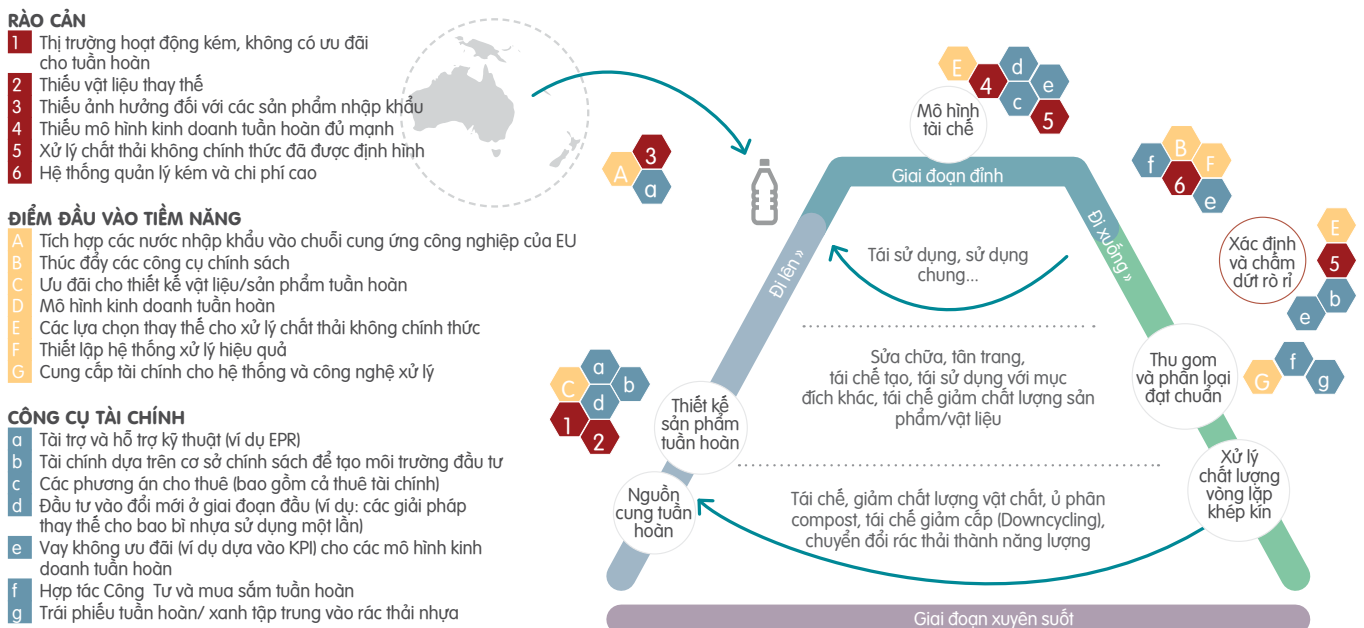 RÀO CẢN
1 Thị trường hoạt động kém, không có ưu đãi
cho tuần hoàn
2 Thiếu vật liệu thay thế
3 Thiếu ảnh hưởng đối với các sản phẩm nhập khẩu
4 Thiếu mô hình kinh doanh tuần hoàn đủ mạnh
5 Xử lý chất thải không chính thức đã được định hình
6 Hệ thống quản lý kém và chi phí cao
ĐIỂM ĐẦU VÀO TIỀM NĂNG
A Tích hợp các nước nhập khẩu vào chuỗi cung ứng công nghiệp của EU
B Thúc đẩy các công cụ chính sách
C Ưu đãi cho thiết kế vật liệu/sản phẩm tuần hoàn
D Mô hình kinh doanh tuần hoàn
E Các lựa chọn thay thế cho xử lý chất thải không chính thức
F Thiết lập hệ thống xử lý hiệu quả
G Cung cấp tài chính cho hệ thống và công nghệ xử lý
CÔNG CỤ TÀI CHÍNH
a Tài trợ và hỗ trợ kỹ thuật (ví dụ EPR)
b Tài chính dựa trên cơ sở chính sách để tạo môi trường đầu tư
c Các phương án cho thuê (bao gồm cả thuê tài chính)
d Đầu tư vào đổi mới ở giai đoạn đầu (ví dụ: các giải pháp
thay thế cho bao bì nhựa sử dụng một lần)
e Vay không ưu đãi (ví dụ dựa vào KPI) cho các mô hình kinh
doanh tuần hoàn
f Hợp tác Công Tư và mua sắm tuần hoàn
g Trái phiếu tuần hoàn/ xanh tập trung vào rác thải nhựa
3
A
a
E
4
d
c
e
5
Mô hình
tài chế
Giai đoạn đỉnh
f
B
6
F
e
Đi lên »
Đi xuống »
Xác định
và chấm
dứt rò rỉ
E
5
b
e
Tái sử dụng, sử dụng
chung...
Sửa chữa, tân trang,
tái chế tạo, tái sử dụng với mục
đích khác, tái chế giảm chất lượng sản
phẩm/vật liệu
Thu gom
và phân loại
đạt chuẩn
G
f
g
C
a
b
d
1
2
Thiết kế
sản phẩm
tuần hoàn
Nguồn
cung tuần
hoàn
Tái chế, giảm chất lượng vật chất, ủ phân
compost, tái chế giảm cấp (Downcycling),
chuyển đổi rác thải thành năng lượng
Xử lý
chất lượng
vòng lặp
khép kín
Giai đoạn xuyên suốt